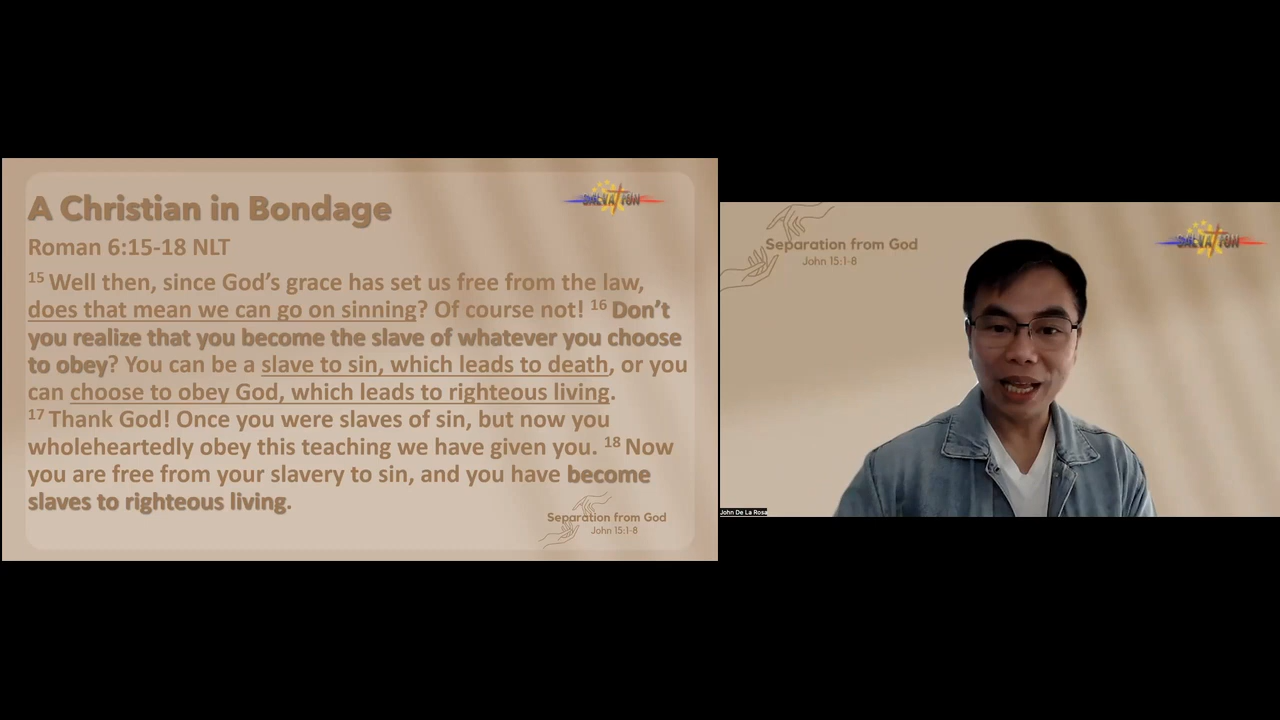 A Christian in Bondage
SALVATION
Roman 6:15-18 NLT
15 Well then, since God’s grace has set us free from the law,
does that mean we can go on sinning? Of course not! 16 Don’t
you realize that you become the slave of whatever you choose
to obey? You can be a slave to sin, which leads to death, or you
can choose to obey God, which leads to righteous living.
17 Thank God! Once you were slaves of sin, but now you
wholeheartedly obey this teaching we have given you. 18 Now
you are free from your slavery to sin, and you have become
slaves to righteous living.
Separation from God
John 15:1-8
Separation from God
John 15:1-8
SALVATION
John De La Rosa